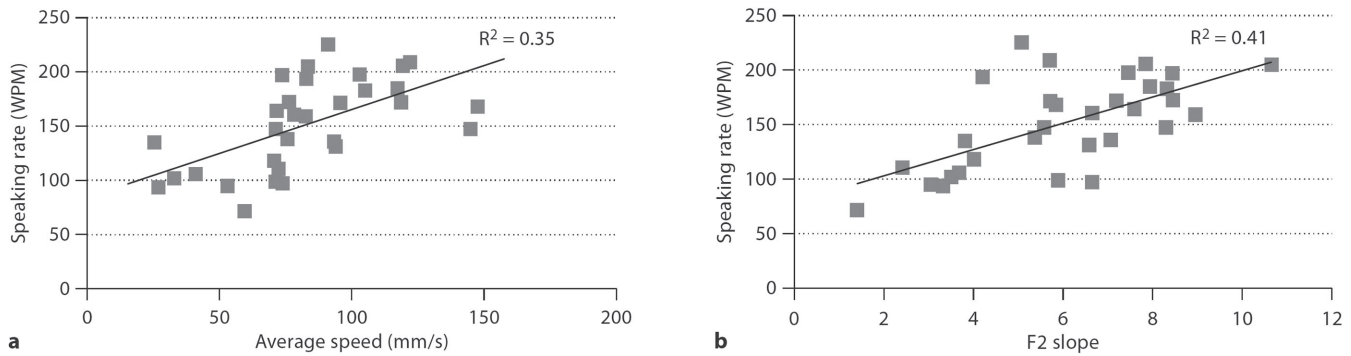 250
200
150
100
50
0
Speaking rate (WPM)
R² = 0.35
0 50 100 150 200
Average speed (mm/s)
a
250
200
150
100
50
0
Speaking rate (WPM)
R² = 0.41
0 2 4 6 8 10 12
F2 slope
b